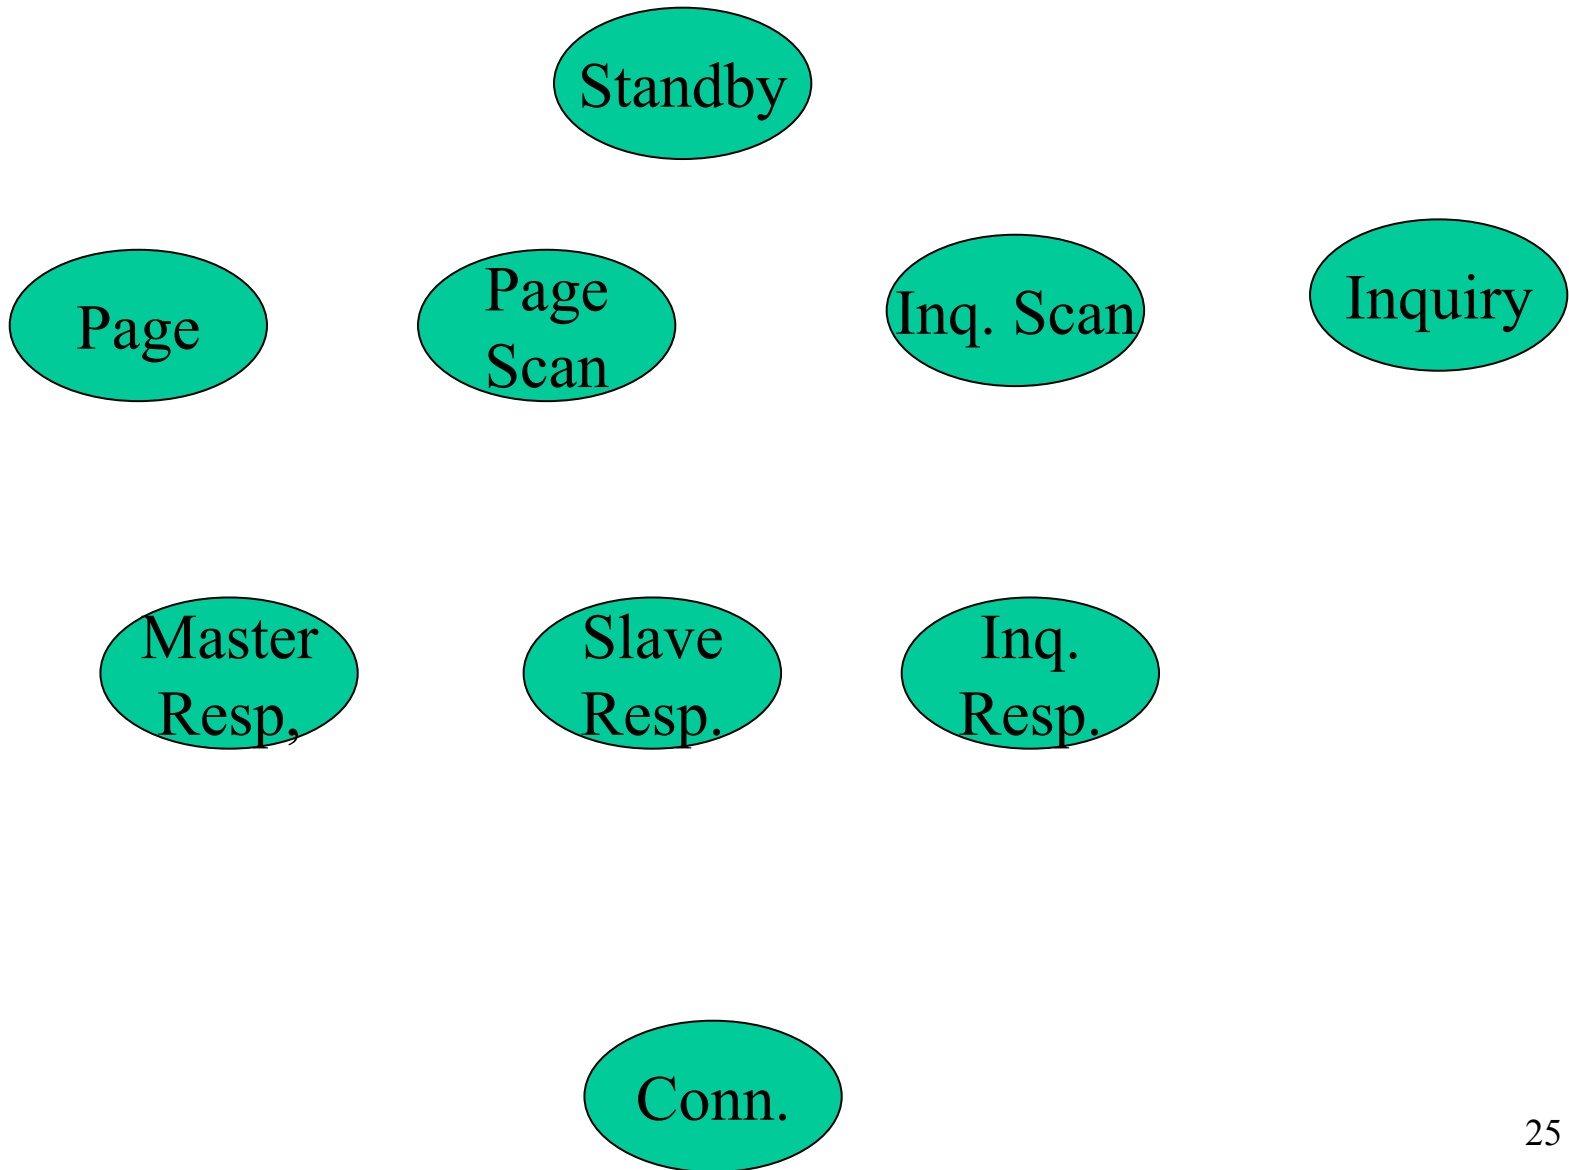 Standby
Page
Page
Scan
Inq. Scan
Inquiry
Master
Resp,
Slave
Resp.
Inq.
Resp.
Conn.
25